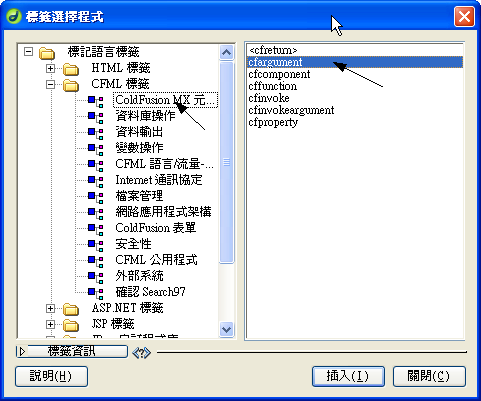 標籤選擇程式
標記語言標籤
HTML 標籤
CFML 標籤
ColdFusion MX 元...
資料庫操作
資料輸出
變數操作
CFML 語言/流量-...
Internet 通訊協定
檔案管理
網路應用程式架構
ColdFusion 表單
安全性
CFML 公用程式
外部系統
確認 Search97
ASP.NET 標籤
JSP 標籤
<cfreturn>
cfargument
cfcomponent
cffunction
cfinvoke
cfinvokeargument
cfproperty
標籤資訊
說明(H)
插入(I)
關閉(C)